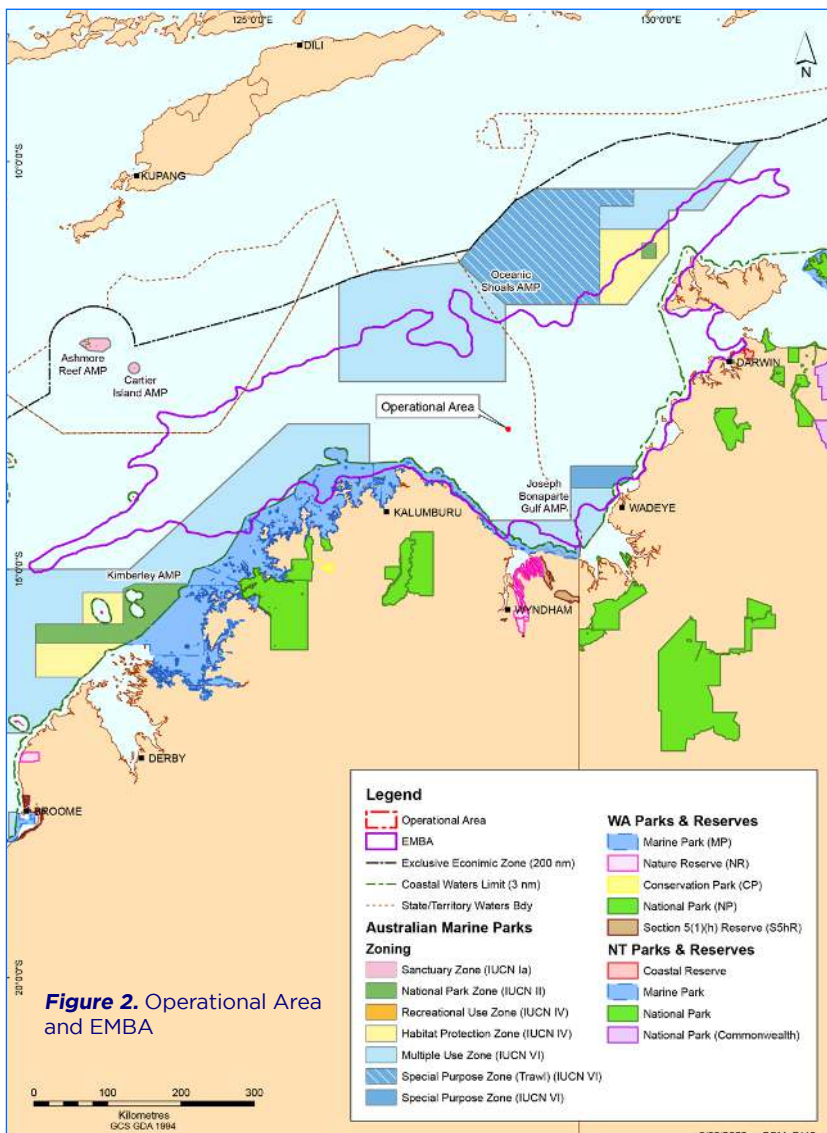 125°0'0"E
130°0'0"E
DILI
N
10°0'0"S
KUPANG
Oceanic
Shoals AMP
Ashmore
Reef AMP
Cartier
Island AMP
DARWIN
Operational Area
Joseph
Bonaparte
Gulf AMP
WADEYE
KALUMBURU
15°0'0"S
Kimberley AMP
WYNDHAM
DERBY
BROOME
20°0'0"S
Legend
Operational Area
EMBA
Exclusive Econimic Zone (200 nm)
Coastal Waters Limit (3 nm)
State/Territory Waters Bdy
Australian Marine Parks
Zoning
Sanctuary Zone (IUCN Ia)
National Park Zone (IUCN II)
Recreational Use Zone (IUCN IV)
Habitat Protection Zone (IUCN IV)
Multiple Use Zone (IUCN VI)
Special Purpose Zone (Trawl) (IUCN VI)
Special Purpose Zone (IUCN VI)
WA Parks & Reserves
Marine Park (MP)
Nature Reserve (NR)
Conservation Park (CP)
National Park (NP)
Section 5(1)(h) Reserve (S5hR)
NT Parks & Reserves
Coastal Reserve
Marine Park
National Park
National Park (Commonwealth)
Figure 2. Operational Area
and EMBA
0 100 200 300
Kilometres
GCS GDA 1994